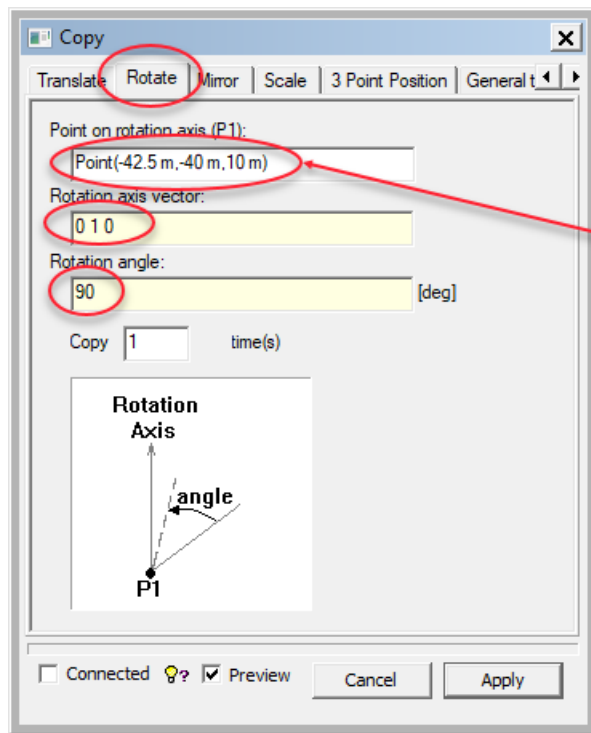 Copy
Translate Rotate Mirror Scale 3 Point Position General t
Point on rotation axis (P1):
Point(-42.5 m,-40 m,10 m)
Rotation axis vector:
0 1 0
Rotation angle:
90 [deg]
Copy 1 time(s)
Rotation
Axis
angle
P1
Connected ? Preview Cancel Apply